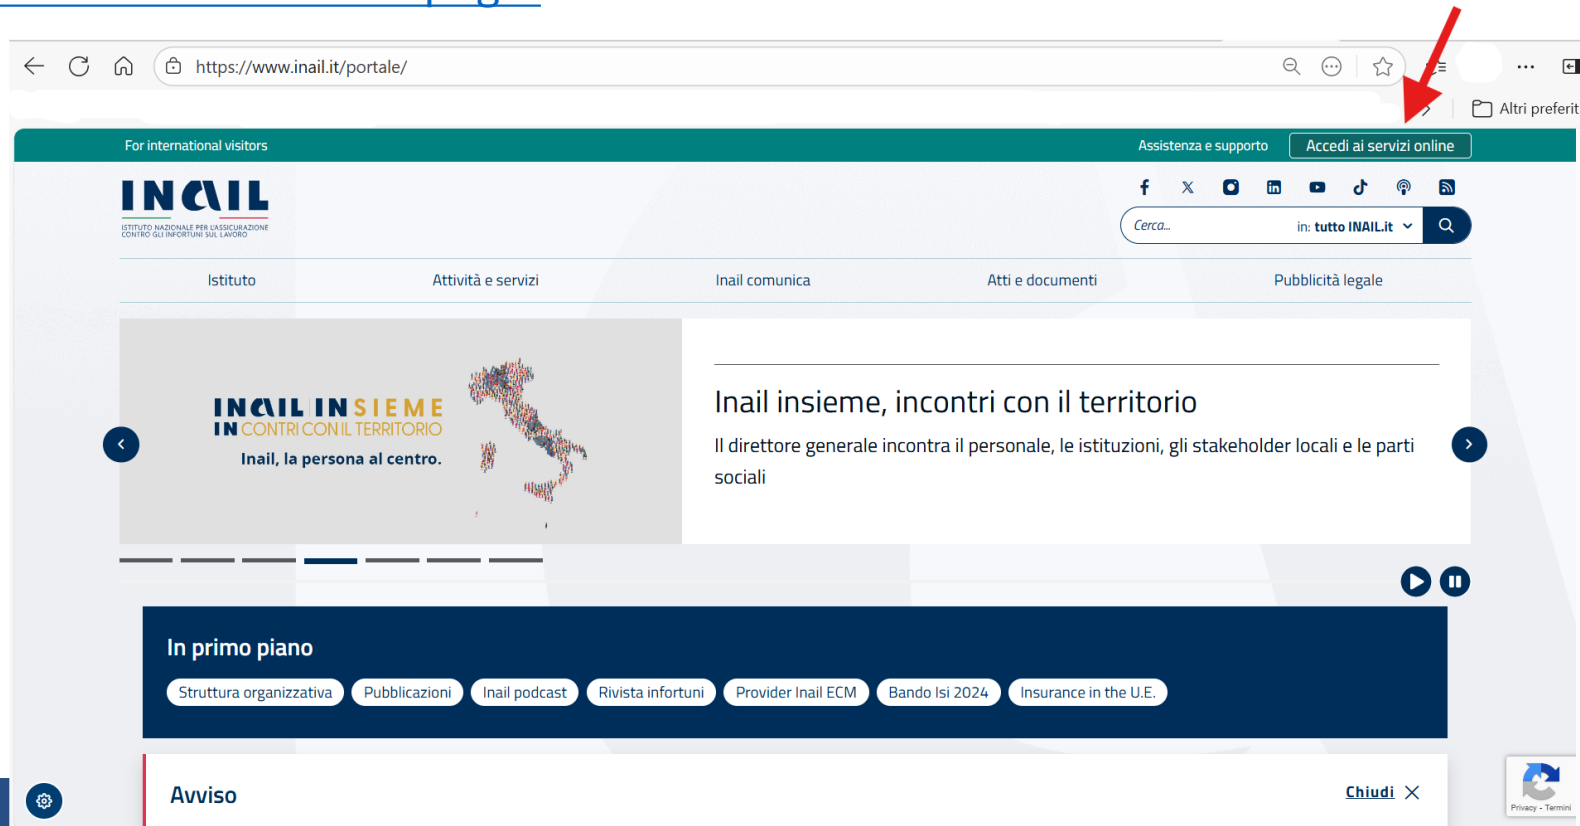 https://www.inail.it/portale/
Altri preferit
For international visitors
Assistenza e supporto
Accedi ai servizi online
INAIL
ISTITUTO NAZIONALE PER L'ASSICURAZIONE
CONTRO GLI INFORTUNI SUL LAVORO
Cerca...
in: tutto INAIL.it
Istituto
Attività e servizi
Inail comunica
Atti e documenti
Pubblicità legale
INAIL INSIEME
INCONTRI CON IL TERRITORIO
Inail, la persona al centro.
Inail insieme, incontri con il territorio
Il direttore generale incontra il personale, le istituzioni, gli stakeholder locali e le parti
sociali
In primo piano
Struttura organizzativa
Pubblicazioni
Inail podcast
Rivista infortuni
Provider Inail ECM
Bando Isi 2024
Insurance in the U.E.
Avviso
Chiudi
Privacy - Termini